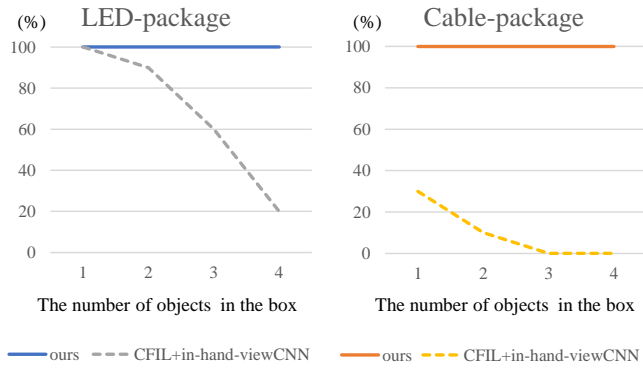 (%) LED-package
100
80
60
40
20
0
1 2 3 4
The number of objects in the box
ours CFIL+in-hand-viewCNN
(%) Cable-package
100
80
60
40
20
0
1 2 3 4
The number of objects in the box
ours CFIL+in-hand-viewCNN